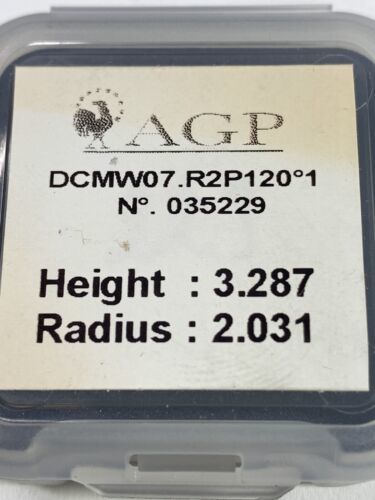 AGP
DCMW07.R2P120°1
N°. 035229
Height : 3.287
Radius : 2.031